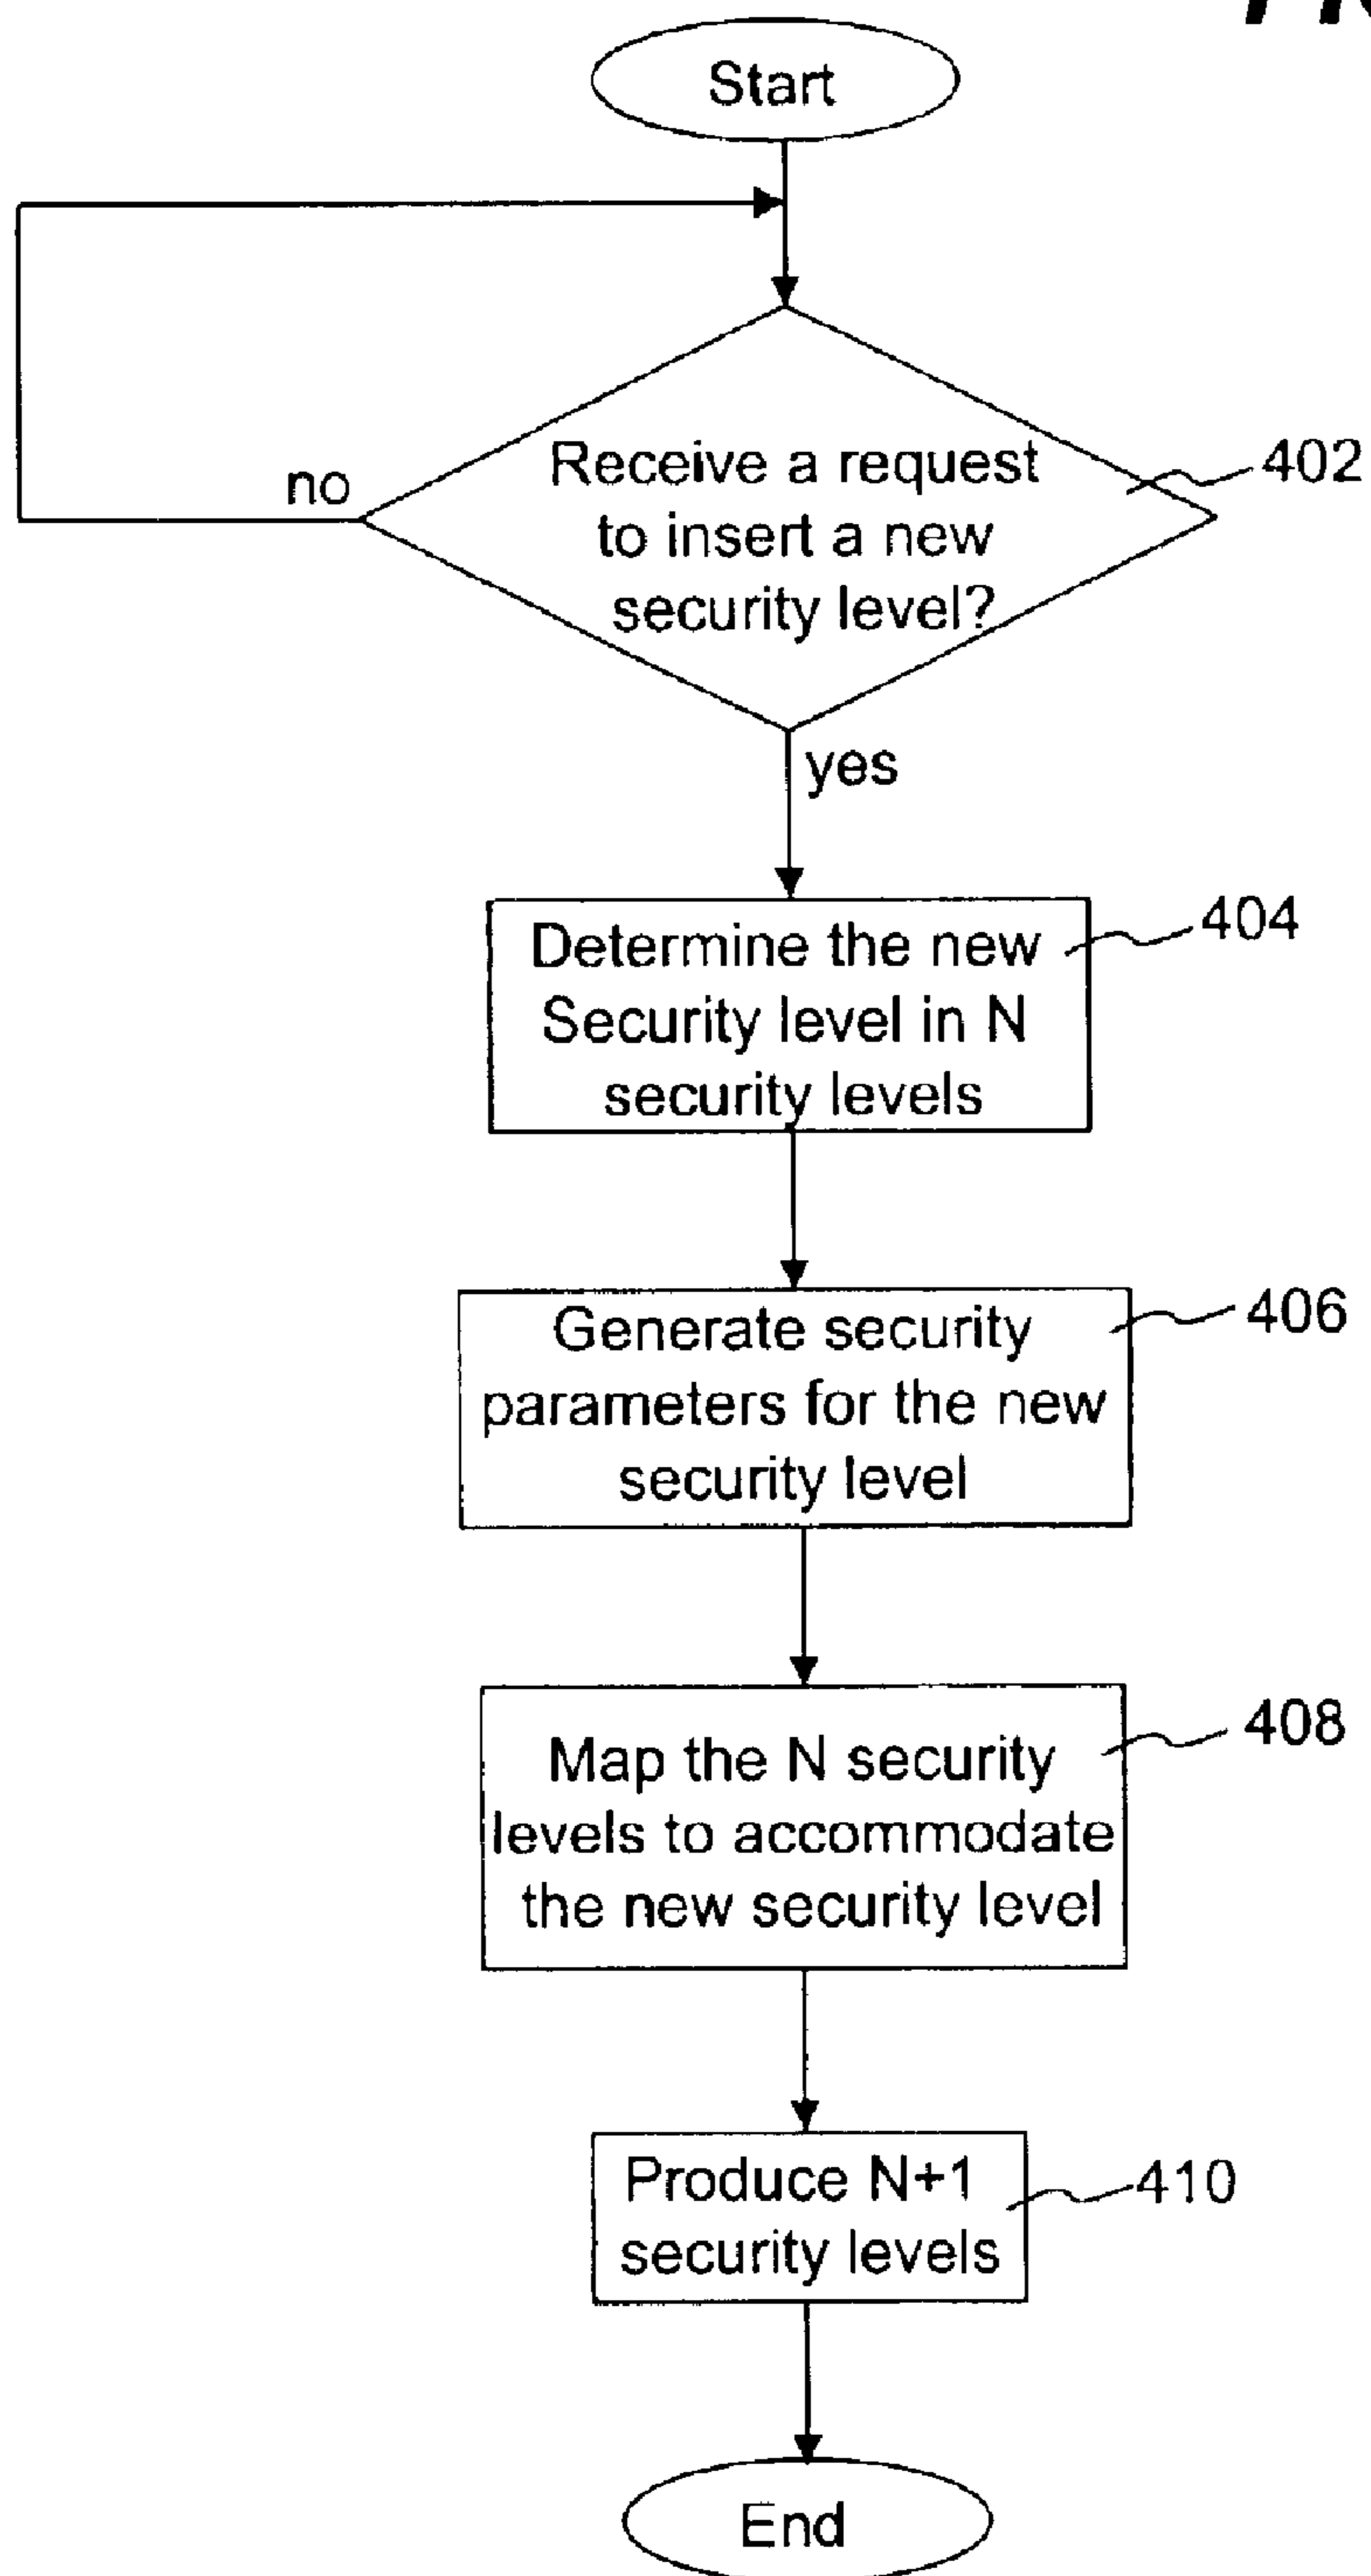 Start
Receive a request
to insert a new
security level?
402
no
yes
Determine the new
Security level in N
security levels
404
Generate security
parameters for the new
security level
406
Map the N security
levels to accommodate
the new security level
408
Produce N+1
security levels
410
End